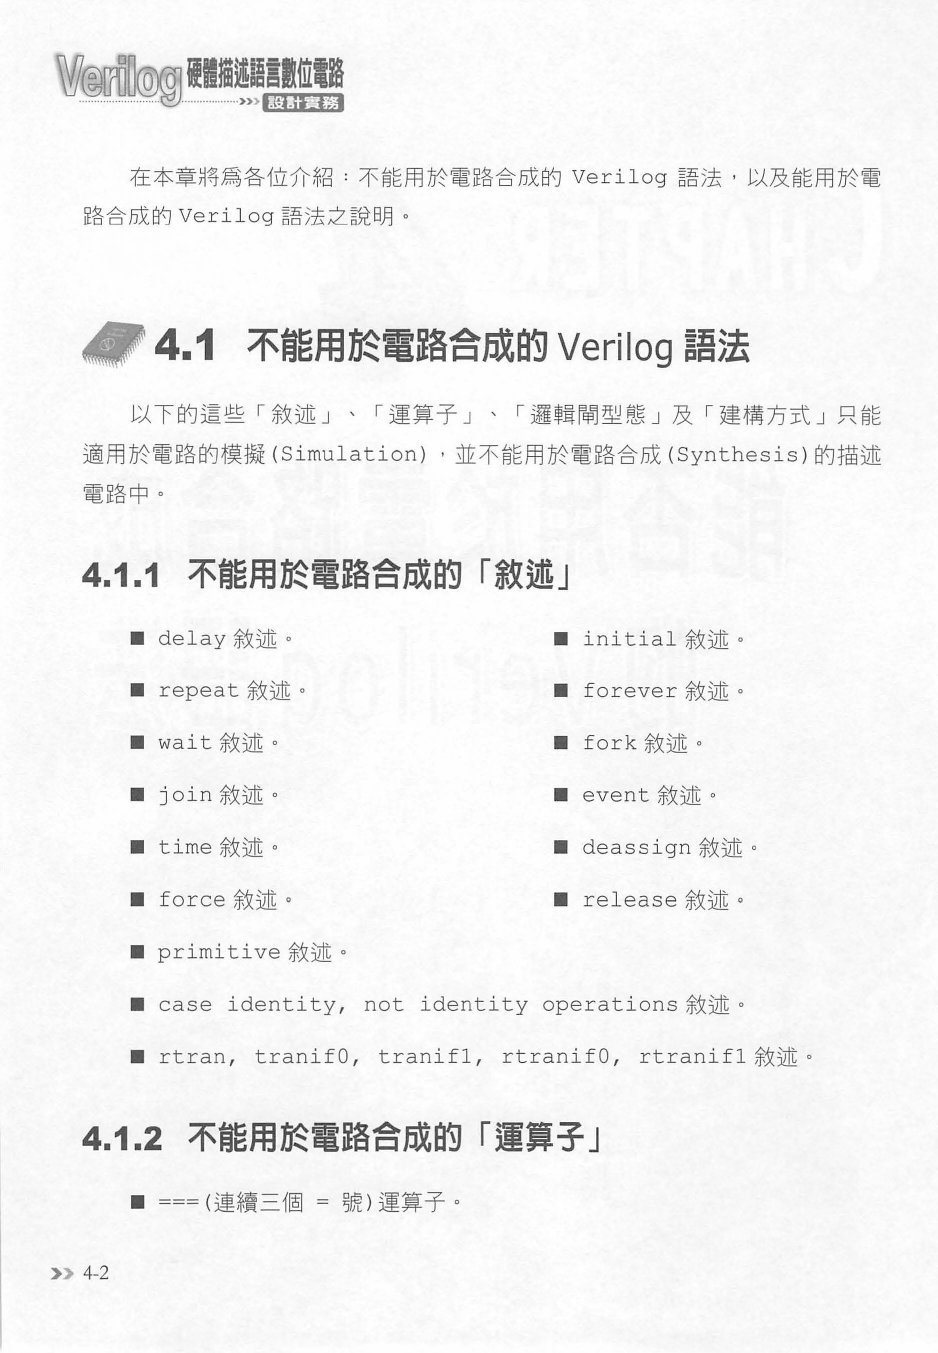 Verilog 硬體描述語言數位電路
>>> 設計實務
在本章將爲各位介紹：不能用於電路合成的 Verilog 語法，以及能用於電
路合成的 Verilog 語法之說明。
4.1 不能用於電路合成的 Verilog 語法
以下的這些「敘述」、「運算子」、「邏輯閘型態」及「建構方式」只能
適用於電路的模擬(Simulation)，並不能用於電路合成(Synthesis)的描述
電路中。
4.1.1 不能用於電路合成的「敘述」
■ delay 敘述。
■ initial 敘述。
■ repeat 敘述。
■ forever 敘述。
■ wait 敘述。
■ fork 敘述。
■ join 敘述。
■ event 敘述。
■ time 敘述。
■ deassign 敘述。
■ force 敘述。
■ release 敘述。
■ primitive 敘述。
■ case identity, not identity operations 敘述。
■ rtran, tranif0, tranif1, rtranif0, rtranif1 敘述。
4.1.2 不能用於電路合成的「運算子」
■ ===(連續三個 = 號)運算子。
>> 4-2